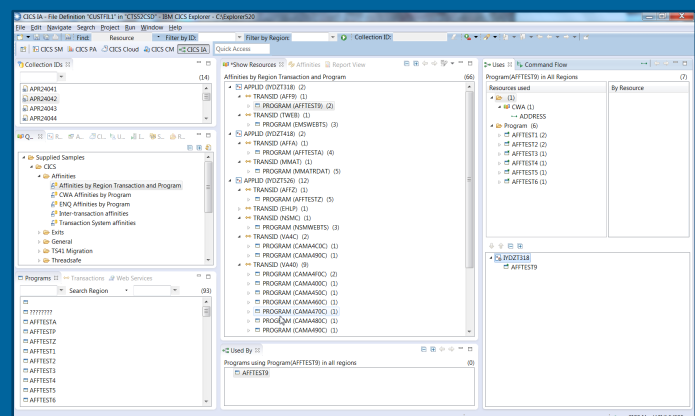 CICS IA - File Definition "CUSTFIL1" in "CTS52CSD" - IBM CICS Explorer - C:\Explorer520
File Edit Navigate Search Project Run Window Help
Find: Resource Filter by ID: Filter by Region: Collection ID:
CICS SM CICS PA CICS Cloud CICS CM CICS IA Quick Access
Collection IDs
(14)
APR24041
APR24042
APR24043
APR24044
Supplied Samples
CICS
Affinities
Affinities by Region Transaction and Program
CWA Affinities by Program
ENQ Affinities by Program
Inter-transaction affinities
Transaction System affinities
Exits
General
TS41 Migration
Threadsafe
Programs Transactions Web Services
Search Region (93)
????????
AFFTESTA
AFFTESTP
AFFTESTZ
AFFTEST1
AFFTEST2
AFFTEST3
AFFTEST4
AFFTEST5
AFFTEST6
*Show Resources Affinities Report View
Affinities by Region Transaction and Program (66)
APPLID (IYDZT318) (2)
TRANSID (AFF9) (1)
PROGRAM (AFFTEST9) (2)
TRANSID (TWEB) (1)
PROGRAM (EMSWEBTS) (3)
APPLID (IYDZT418) (2)
TRANSID (AFFA) (1)
PROGRAM (AFFTESTA) (4)
TRANSID (MMAT) (1)
PROGRAM (MMATRDAT) (5)
APPLID (IYDZT526) (12)
TRANSID (AFFZ) (1)
PROGRAM (AFFTESTZ) (5)
TRANSID (EHLP) (1)
TRANSID (NSMC) (1)
PROGRAM (NSMWEBTS) (3)
TRANSID (VA4C) (2)
PROGRAM (CAMA4C0C) (1)
PROGRAM (CAMA490C) (1)
TRANSID (VA40) (9)
PROGRAM (CAMA4F0C) (2)
PROGRAM (CAMA400C) (1)
PROGRAM (CAMA450C) (1)
PROGRAM (CAMA460C) (1)
PROGRAM (CAMA470C) (1)
PROGRAM (CAMA480C) (1)
PROGRAM (CAMA490C) (1)
Used By
Programs using Program(AFFTEST9) in all regions (0)
AFFTEST9
Uses Command Flow
Program(AFFTEST9) in All Regions (7)
Resources used By Resource
(1)
CWA (1)
ADDRESS
Program (6)
AFFTEST1 (2)
AFFTEST2 (2)
AFFTEST3 (1)
AFFTEST4 (1)
AFFTEST5 (1)
AFFTEST6 (1)
IYDZT318
AFFTEST9